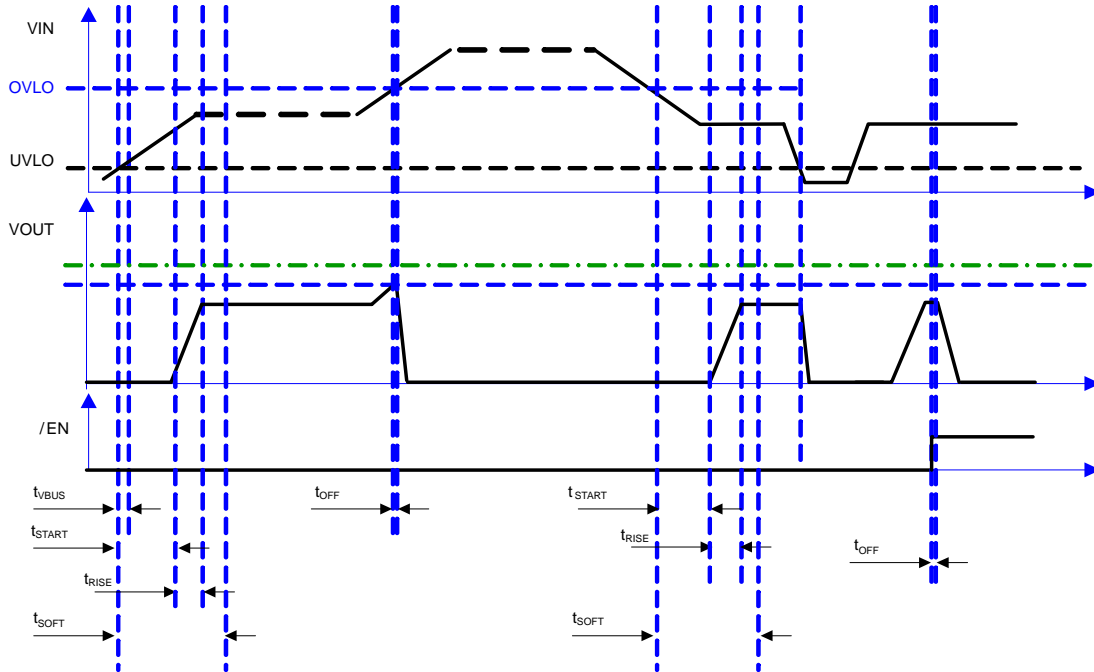 VIN
OVLO
UVLO
VOUT
/EN
tVBUS
tOFF
tSTART
tSTART
tRISE
tOFF
tRISE
tSOFT
tSOFT